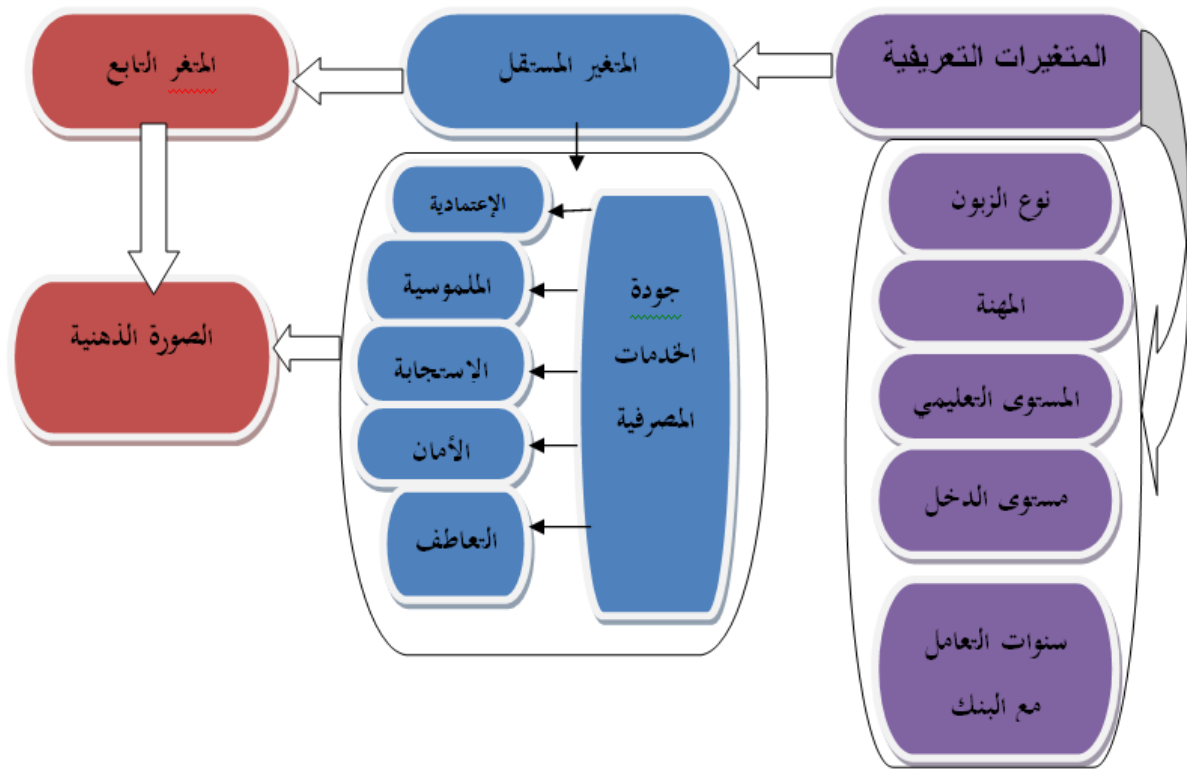 المتغيرات التعريفية
المتغير المستقل
المتغر التابع
نوع الزبون
المهنة
المستوى التعليمي
مستوى الدخل
سنوات التعامل
مع البنك
جودة
الخدمات
المصرفية
الإعتمادية
الملموسية
الإستجابة
الأمان
التعاطف
الصورة الذهنية